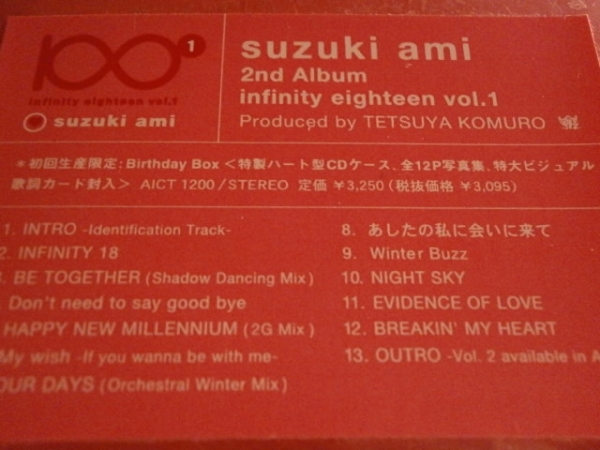 1
infinity eighteen vol.1
suzuki ami
suzuki ami
2nd Album
infinity eighteen vol.1
Produced by TETSUYA KOMURO
*初回生産限定:Birthday Box<特製ハート型CDケース、全12P写真集、特大ビジュアル
歌詞カード封入> AICT 1200/STEREO 定価 ¥3,250(税抜価格 ¥3,095)
1. INTRO -Identification Track-
2. INFINITY 18
BE TOGETHER (Shadow Dancing Mix)
Don't need to say good bye
HAPPY NEW MILLENNIUM (2G Mix)
My wish -If you wanna be with me-
OUR DAYS (Orchestral Winter Mix)
8. あしたの私に会いに来て
9. Winter Buzz
10. NIGHT SKY
11. EVIDENCE OF LOVE
12. BREAKIN' MY HEART
13. OUTRO -Vol. 2 available in